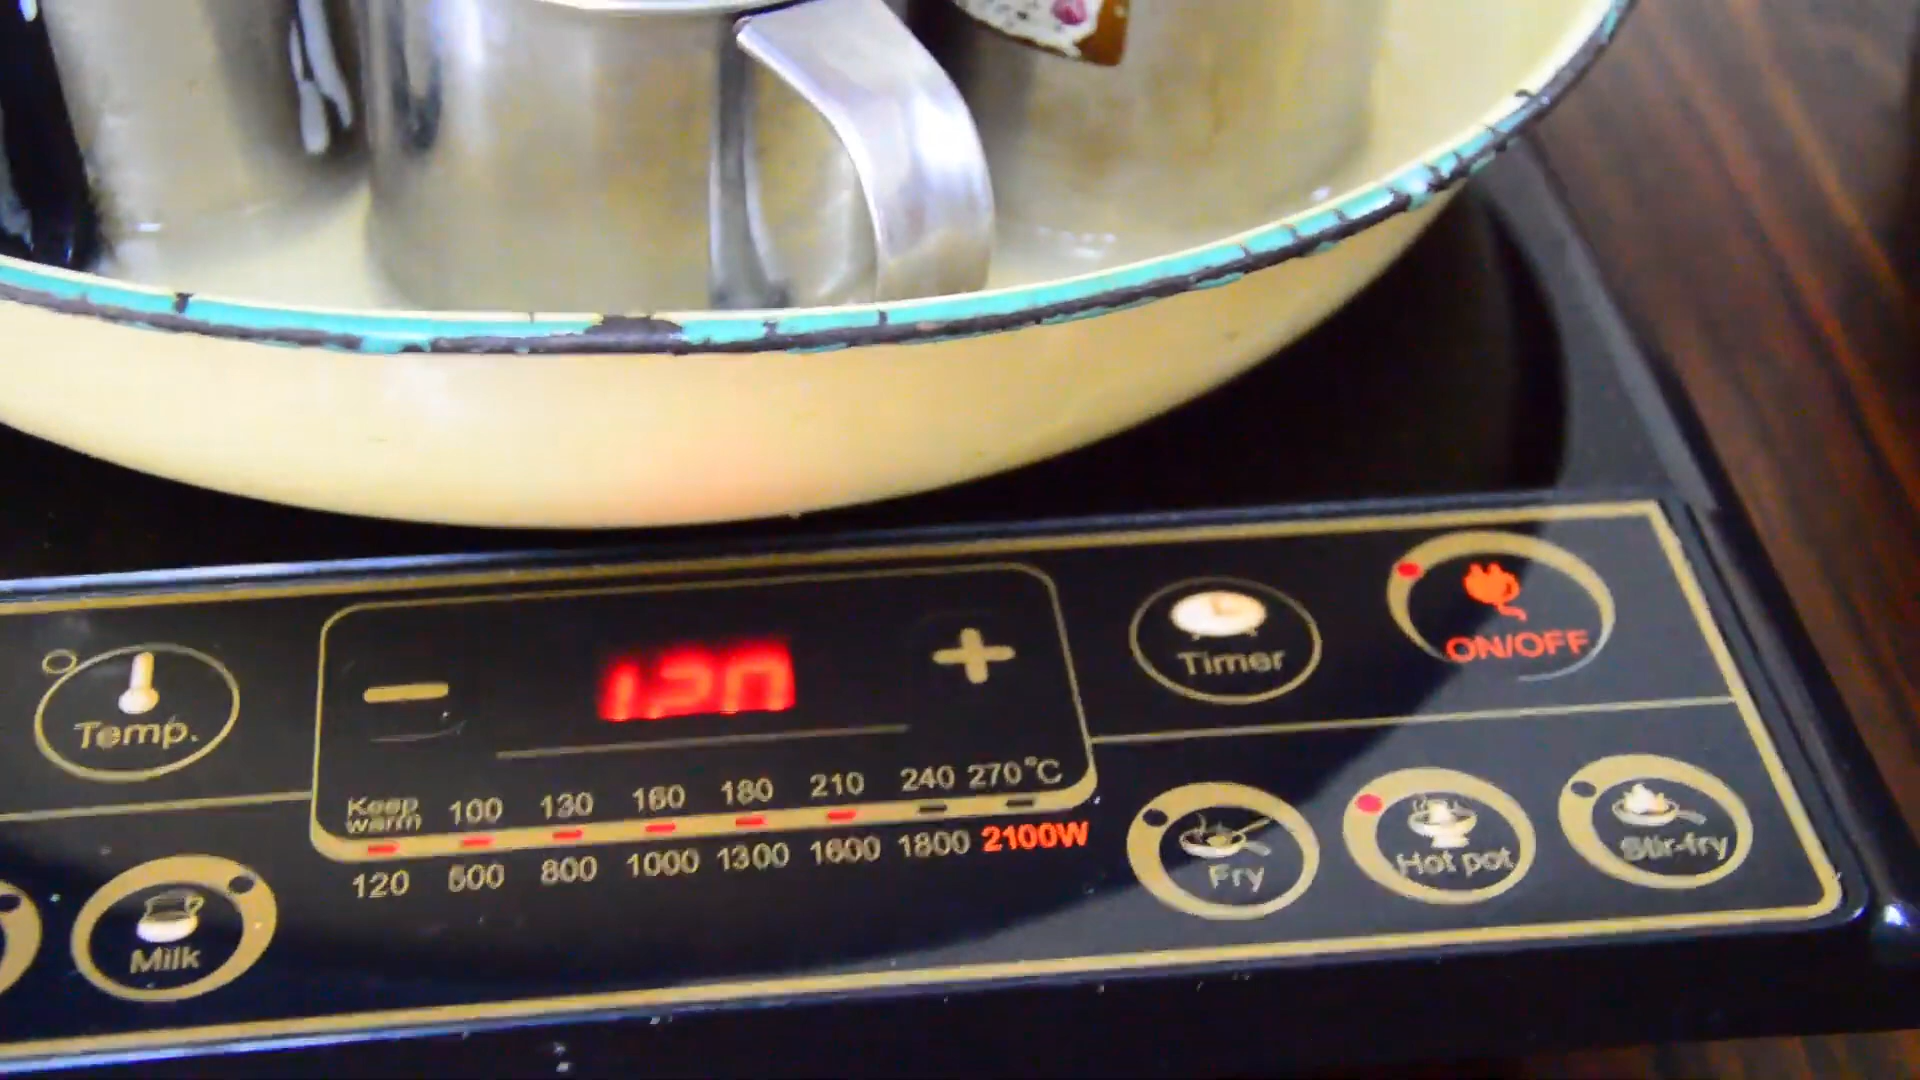 Temp.
−
+
Timer
ON/OFF
Keep warm 100 130 160 180 210 240 270°C
120 500 800 1000 1300 1600 1800 2100W
Milk
Fry
Hot pot
Stir-fry